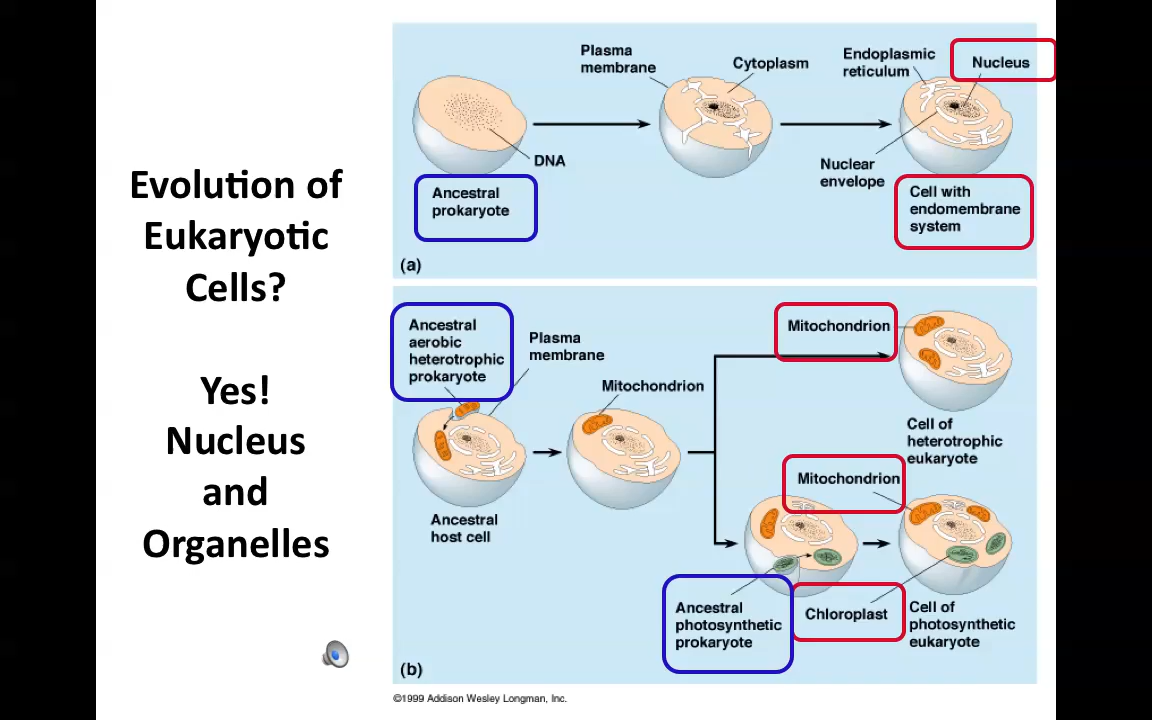 Evolution of
Eukaryotic
Cells?
Yes!
Nucleus
and
Organelles
Plasma
membrane
Cytoplasm
Endoplasmic
reticulum
Nucleus
DNA
Nuclear
envelope
Ancestral
prokaryote
Cell with
endomembrane
system
(a)
Ancestral
aerobic
heterotrophic
prokaryote
Plasma
membrane
Mitochondrion
Mitochondrion
Cell of
heterotrophic
eukaryote
Ancestral
host cell
Mitochondrion
Ancestral
photosynthetic
prokaryote
Chloroplast
Cell of
photosynthetic
eukaryote
(b)
©1999 Addison Wesley Longman, Inc.